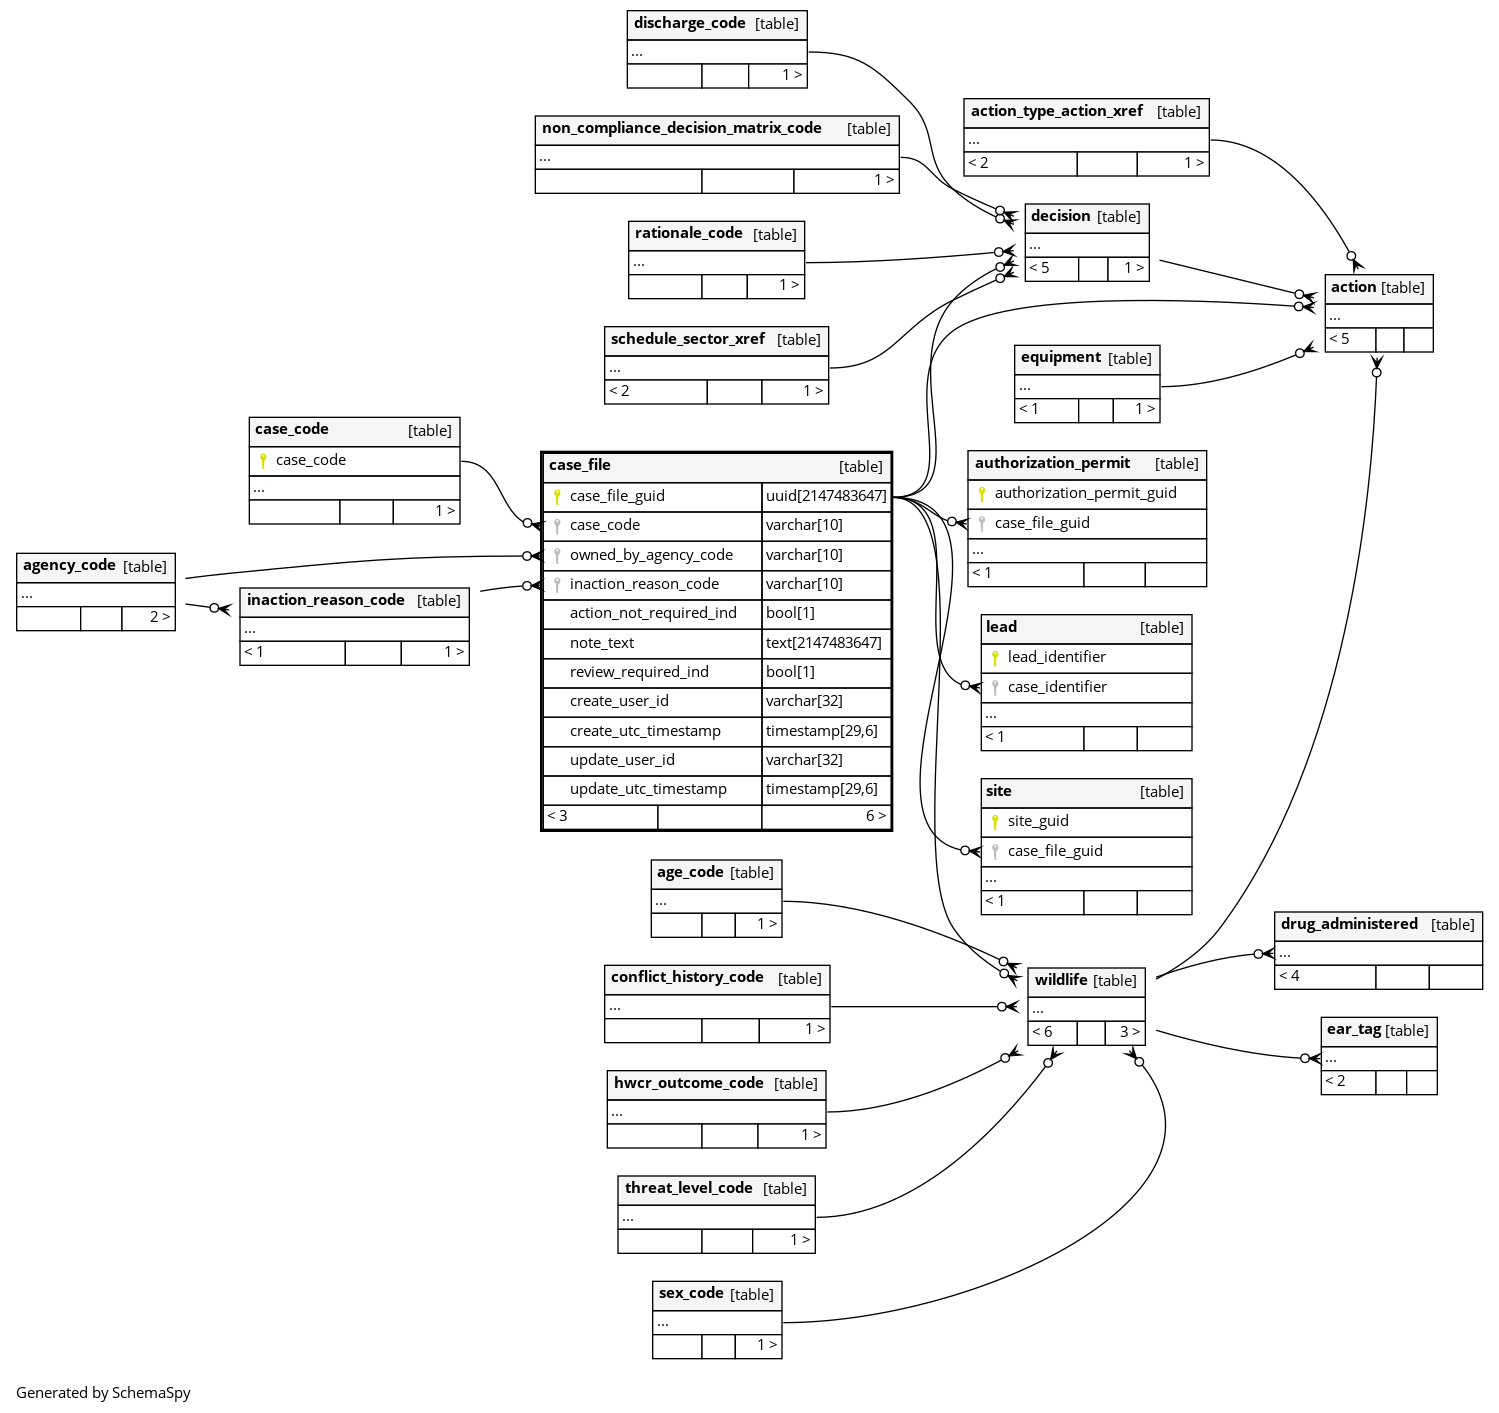 discharge_code [table]
...
1 >
non_compliance_decision_matrix_code [table]
...
1 >
action_type_action_xref [table]
...
< 2 1 >
rationale_code [table]
...
1 >
decision [table]
...
< 5 1 >
action [table]
...
< 5
schedule_sector_xref [table]
...
< 2 1 >
equipment [table]
...
< 1 1 >
case_code [table]
case_code
...
1 >
agency_code [table]
...
2 >
inaction_reason_code [table]
...
< 1 1 >
case_file [table]
case_file_guid uuid[2147483647]
case_code varchar[10]
owned_by_agency_code varchar[10]
inaction_reason_code varchar[10]
action_not_required_ind bool[1]
note_text text[2147483647]
review_required_ind bool[1]
create_user_id varchar[32]
create_utc_timestamp timestamp[29,6]
update_user_id varchar[32]
update_utc_timestamp timestamp[29,6]
< 3 6 >
authorization_permit [table]
authorization_permit_guid
case_file_guid
...
< 1
lead [table]
lead_identifier
case_identifier
...
< 1
site [table]
site_guid
case_file_guid
...
< 1
age_code [table]
...
1 >
conflict_history_code [table]
...
1 >
wildlife [table]
...
< 6 3 >
drug_administered [table]
...
< 4
ear_tag [table]
...
< 2
hwcr_outcome_code [table]
...
1 >
threat_level_code [table]
...
1 >
sex_code [table]
...
1 >
Generated by SchemaSpy